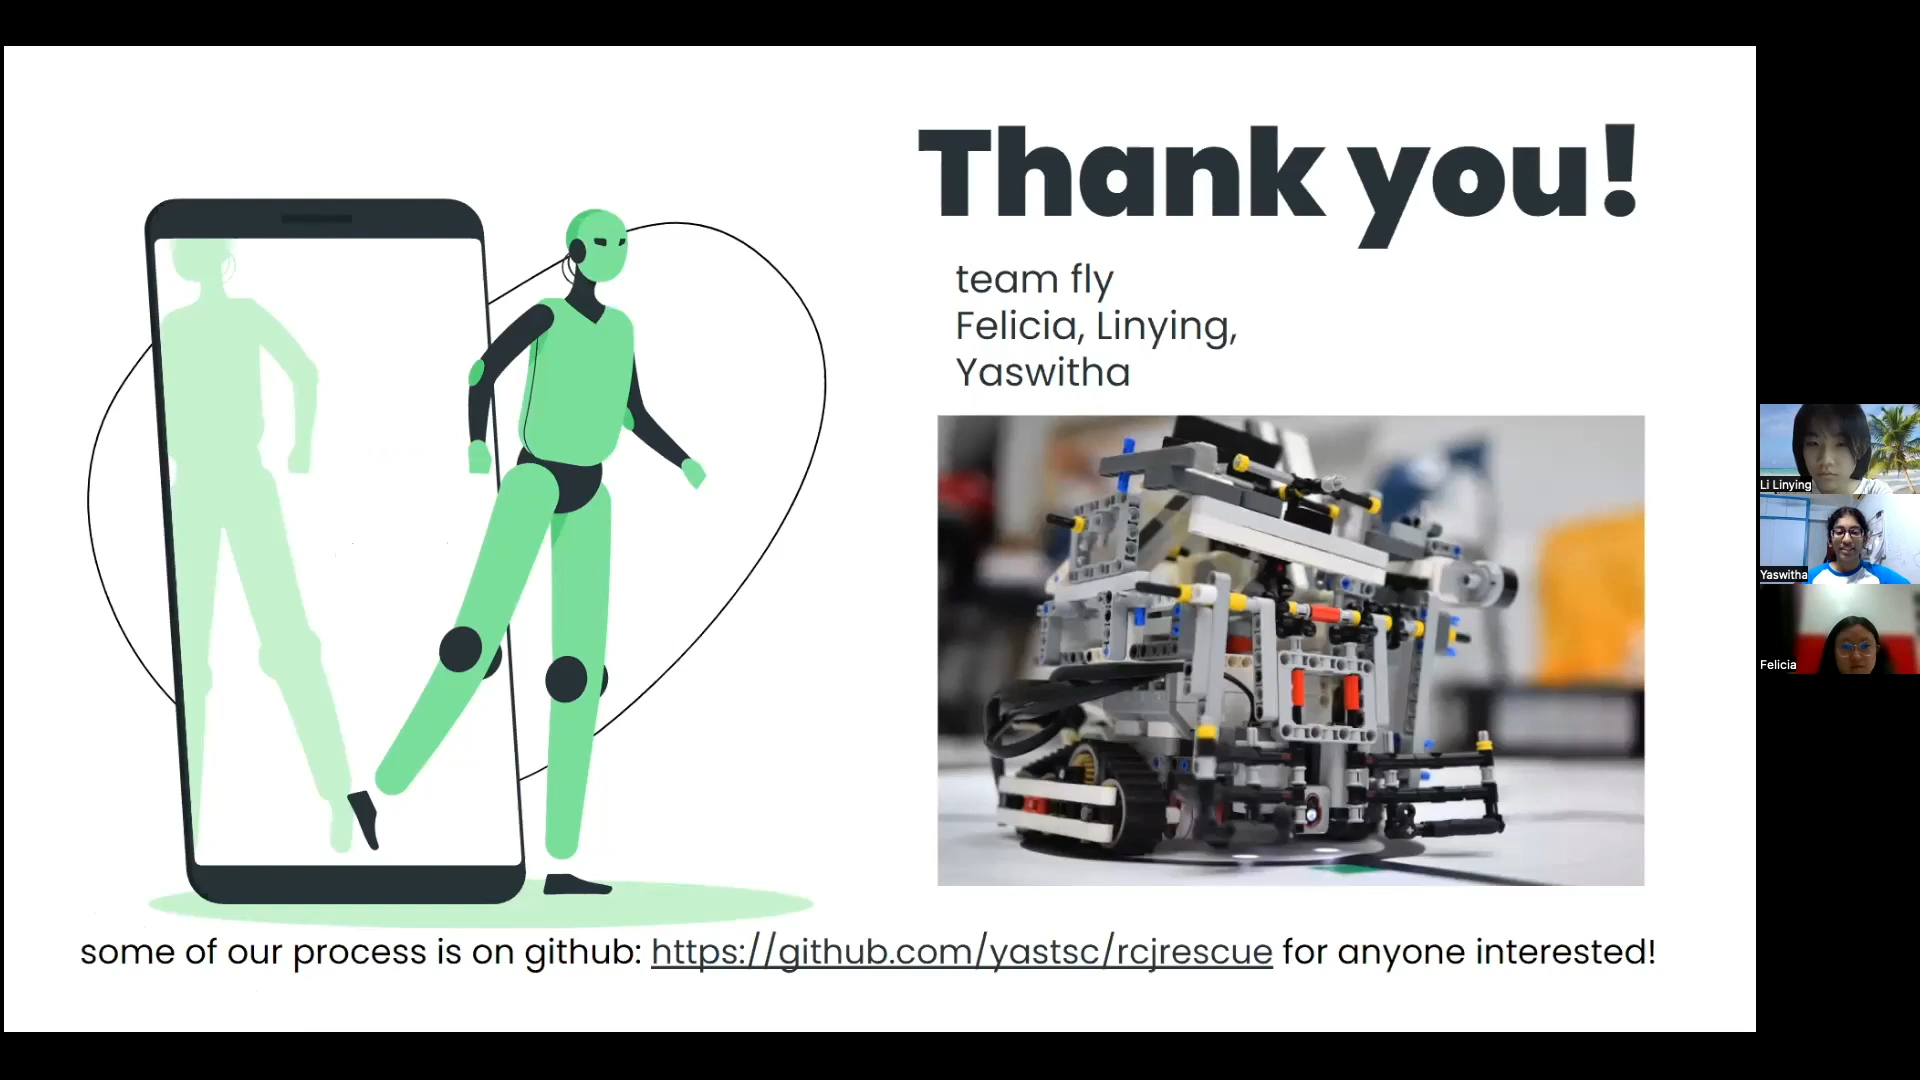 Thank you!
team fly
Felicia, Linying,
Yaswitha
some of our process is on github: https://github.com/yastsc/rcjrescue for anyone interested!
Li Linying
Yaswitha
Felicia